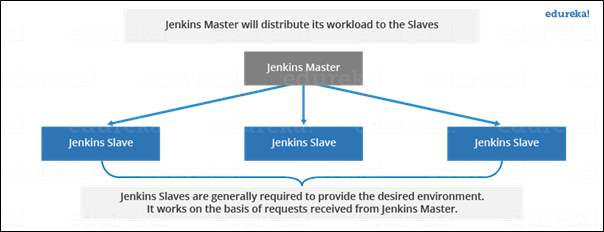 edureka!
Jenkins Master will distribute its workload to the Slaves
Jenkins Master
Jenkins Slave
Jenkins Slave
Jenkins Slave
Jenkins Slaves are generally required to provide the desired environment.
It works on the basis of requests received from Jenkins Master.